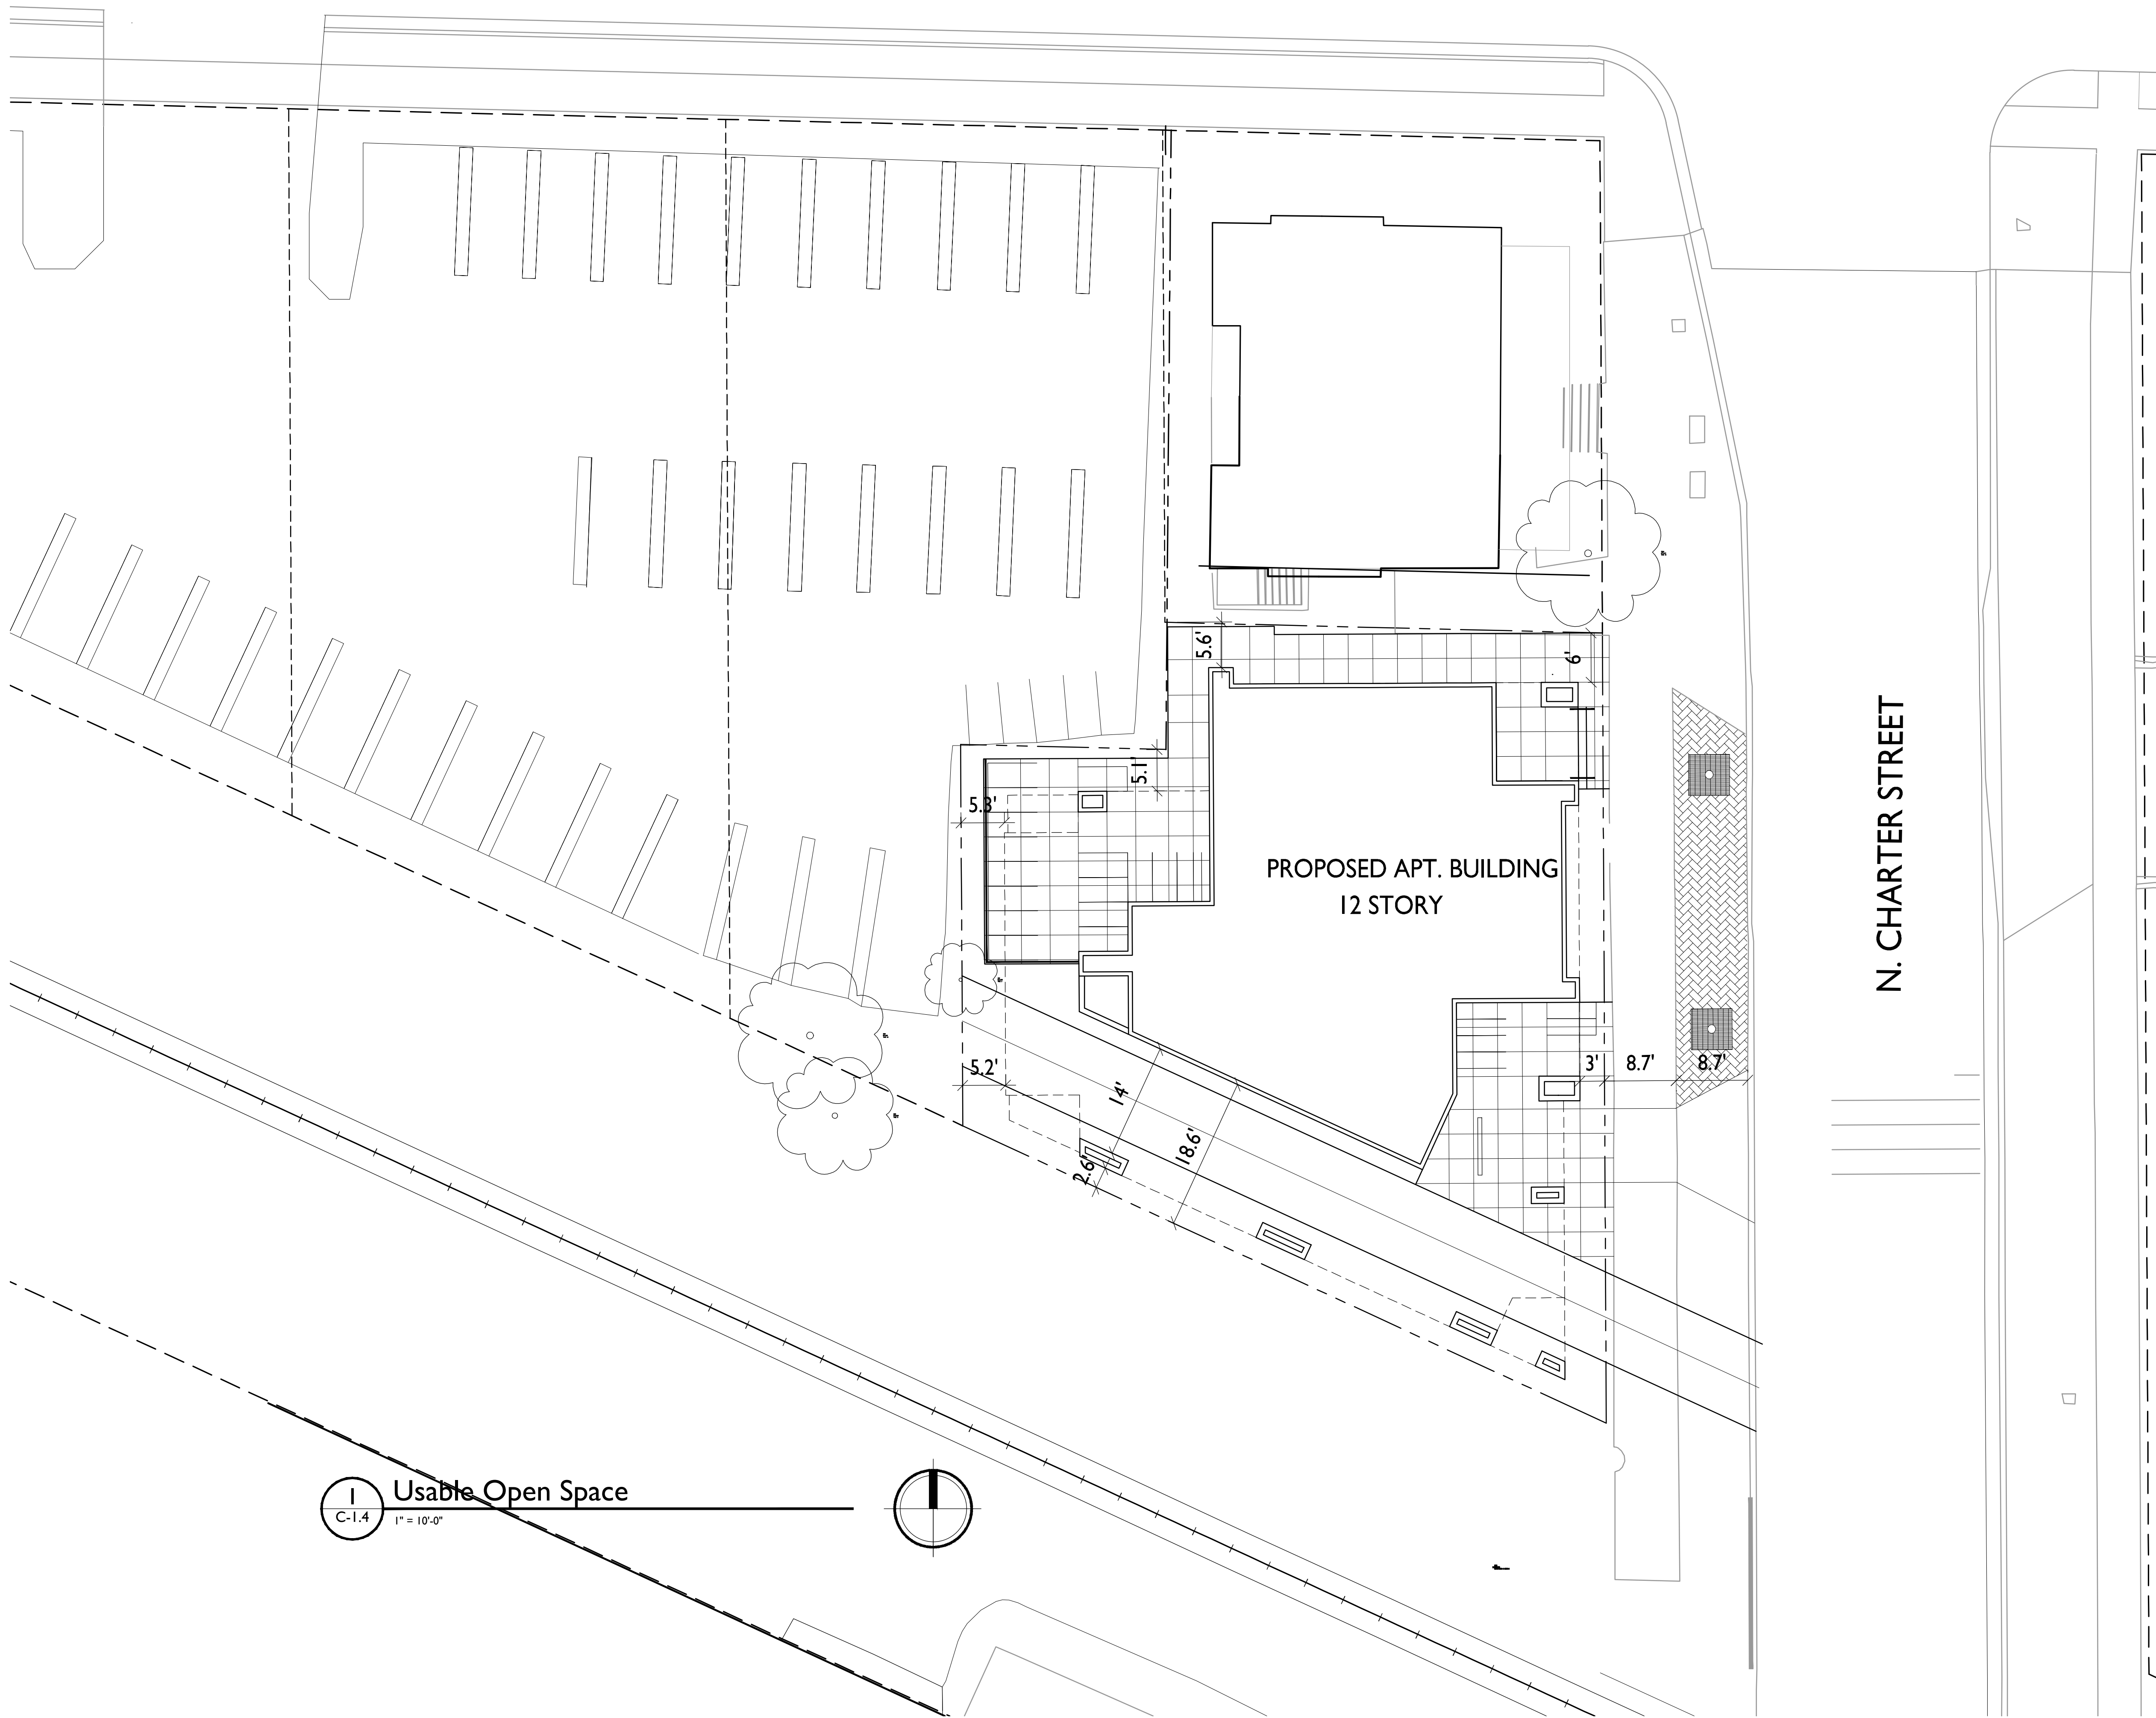 5.6'
6'
5.1'
5.3'
PROPOSED APT. BUILDING
12 STORY
N. CHARTER STREET
5.2'
14'
18.6'
2.6'
3'
8.7'
8.7'
1
C-1.4
Usable Open Space
1" = 10'-0"